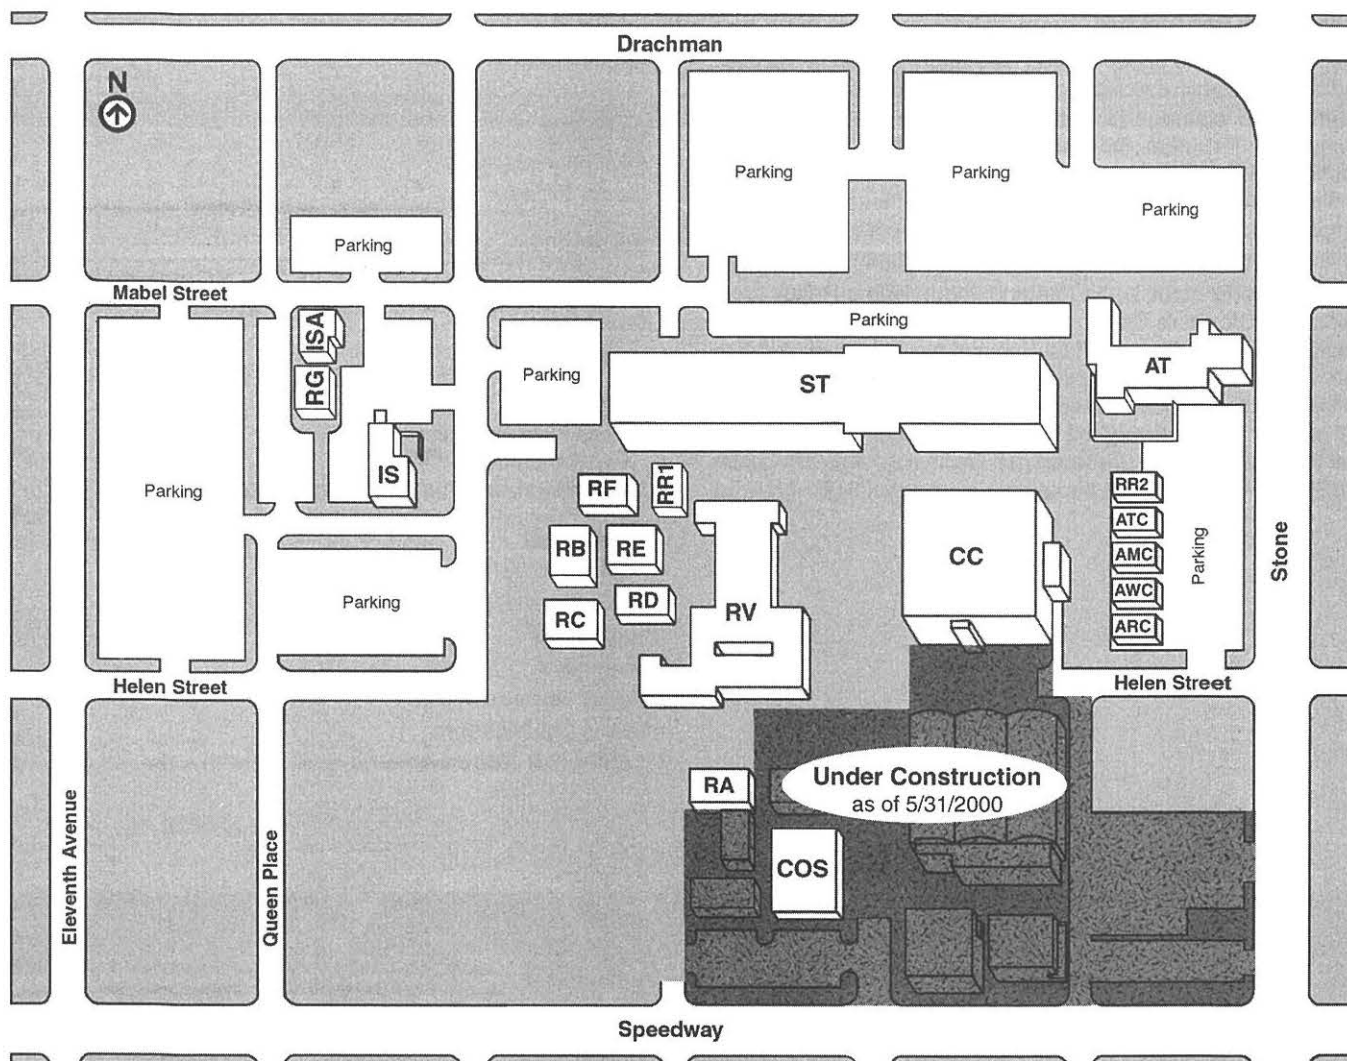 Drachman
N
Parking
Parking
Parking
Parking
Mabel Street
Parking
ISA
RG
Parking
ST
AT
IS
Parking
RF
RR1
RR2
ATC
AMC
AWC
ARC
Parking
Stone
RB
RE
CC
RC
RD
RV
Parking
Helen Street
Helen Street
Under Construction
as of 5/31/2000
RA
COS
Eleventh Avenue
Queen Place
Speedway